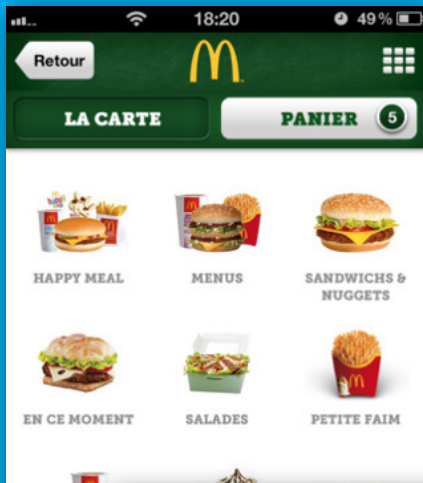 18:20
49%
Retour
LA CARTE
PANIER
5
HAPPY MEAL
MENUS
SANDWICHS &
NUGGETS
EN CE MOMENT
SALADES
PETITE FAIM